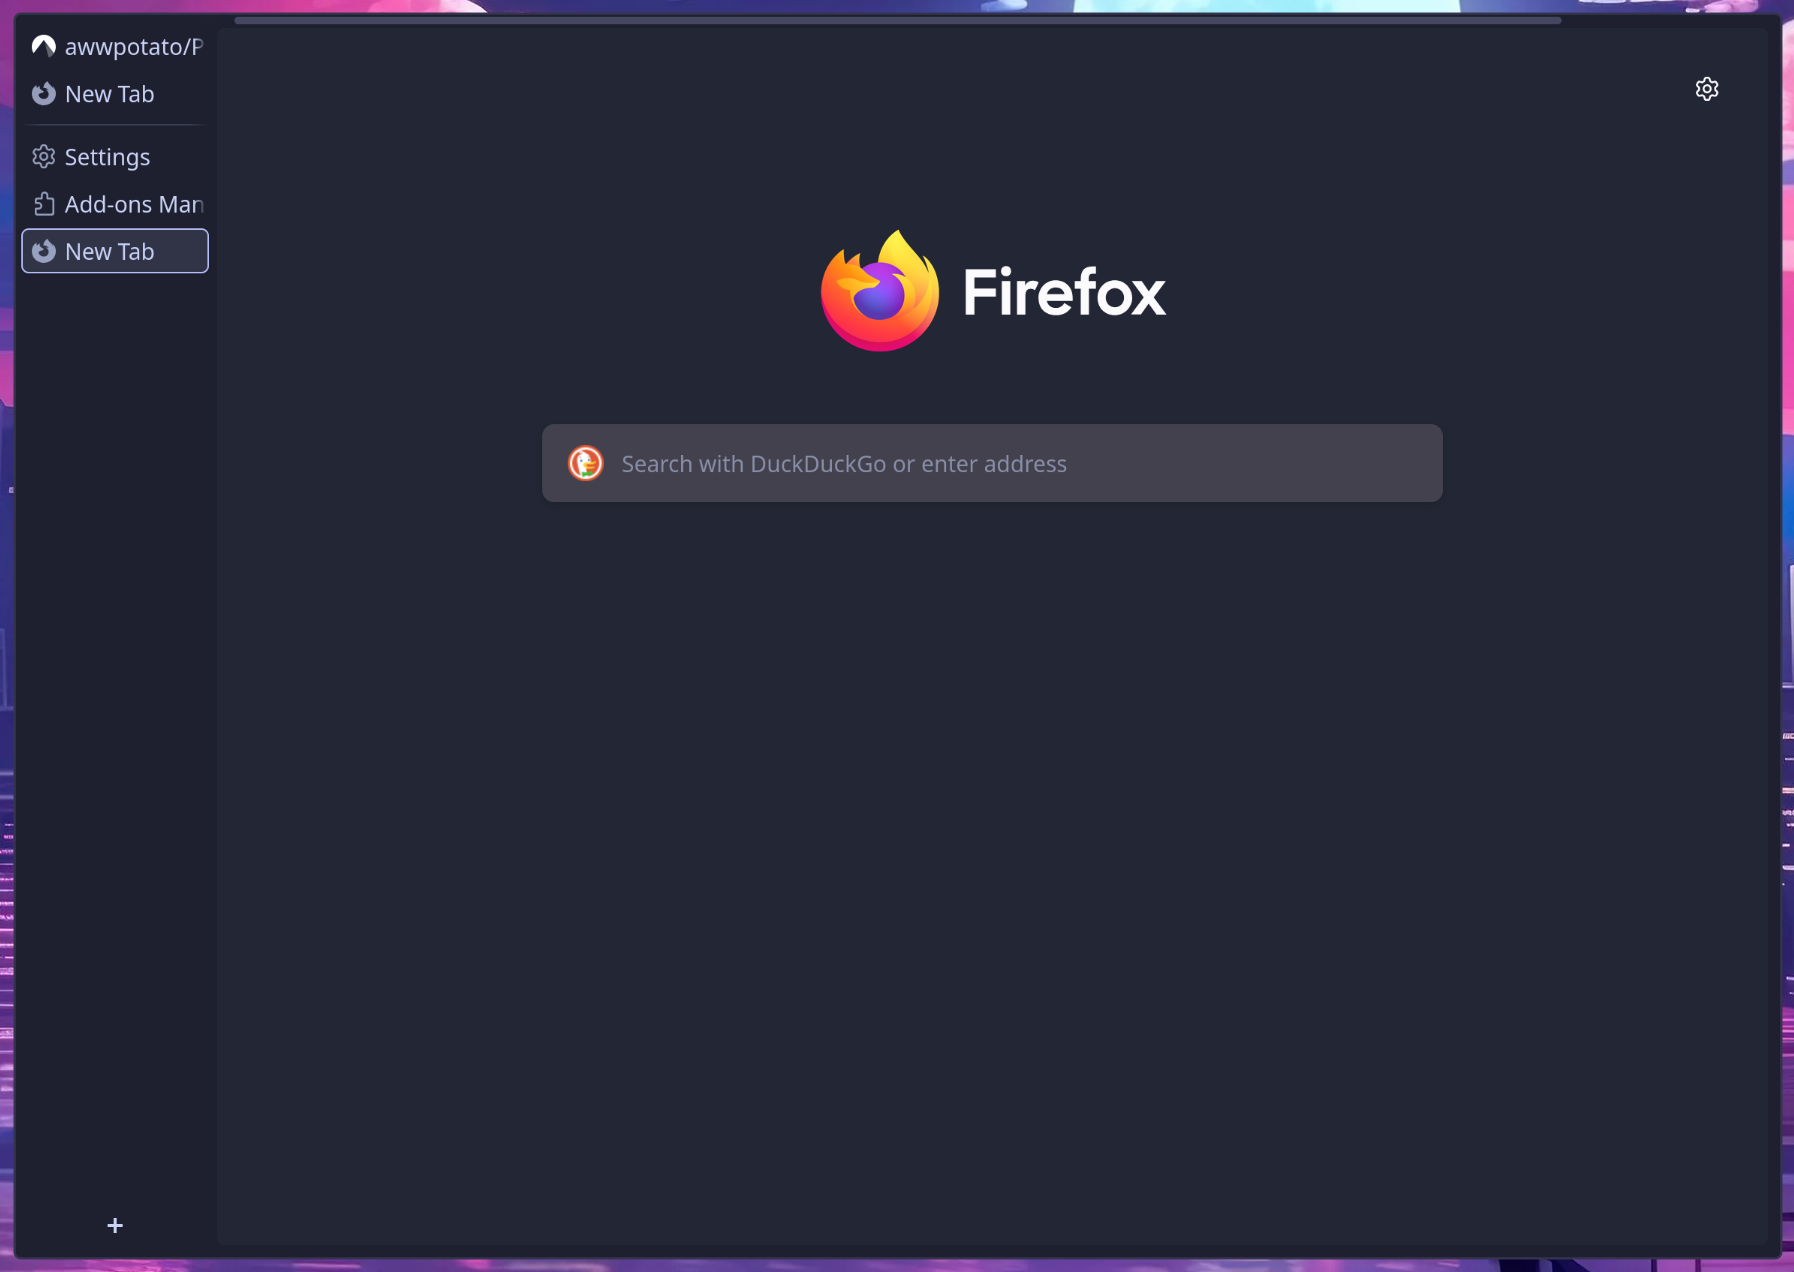 awwpotato/P
New Tab
Settings
Add-ons Man
New Tab
Firefox
Search with DuckDuckGo or enter address
+